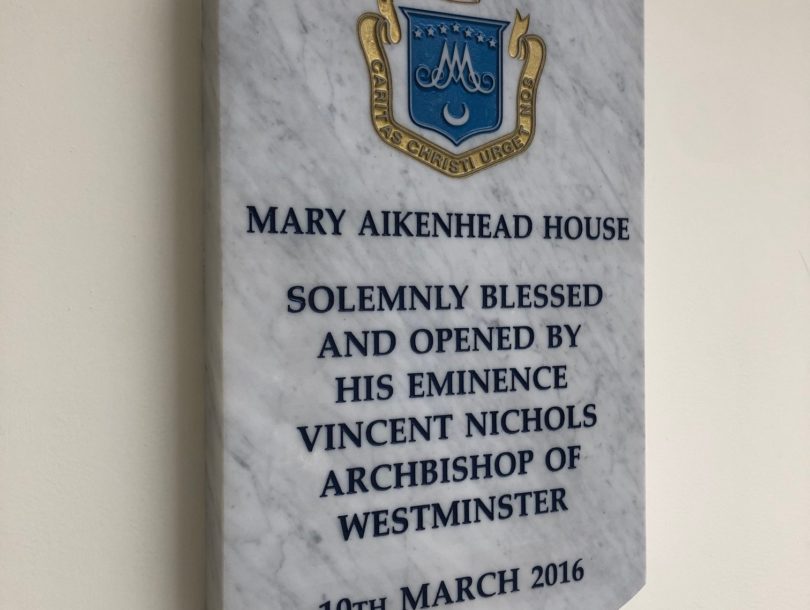 CARITAS CHRISTI URGET NOS
MARY AIKENHEAD HOUSE
SOLEMNLY BLESSED
AND OPENED BY
HIS EMINENCE
VINCENT NICHOLS
ARCHBISHOP OF
WESTMINSTER
10TH MARCH 2016